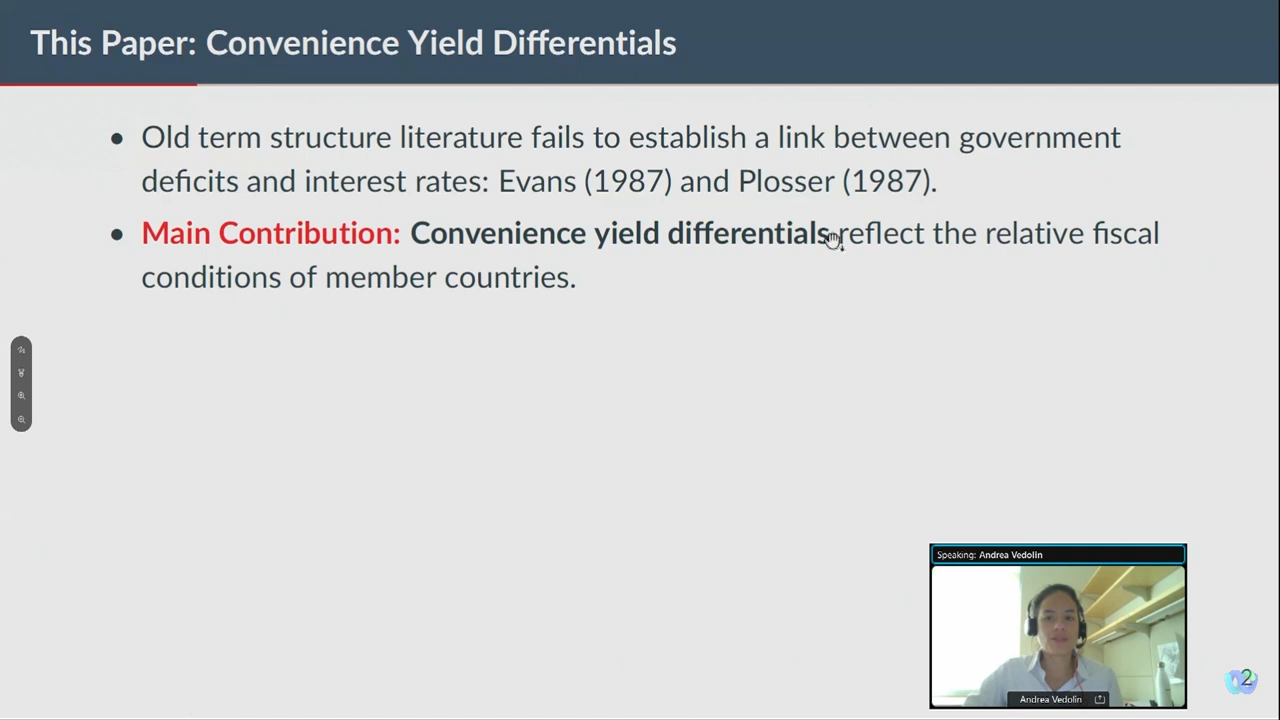 This Paper: Convenience Yield Differentials
• Old term structure literature fails to establish a link between government
deficits and interest rates: Evans (1987) and Plosser (1987).
• Main Contribution: Convenience yield differentials reflect the relative fiscal
conditions of member countries.
Speaking: Andrea Vedolin
Andrea Vedolin
2